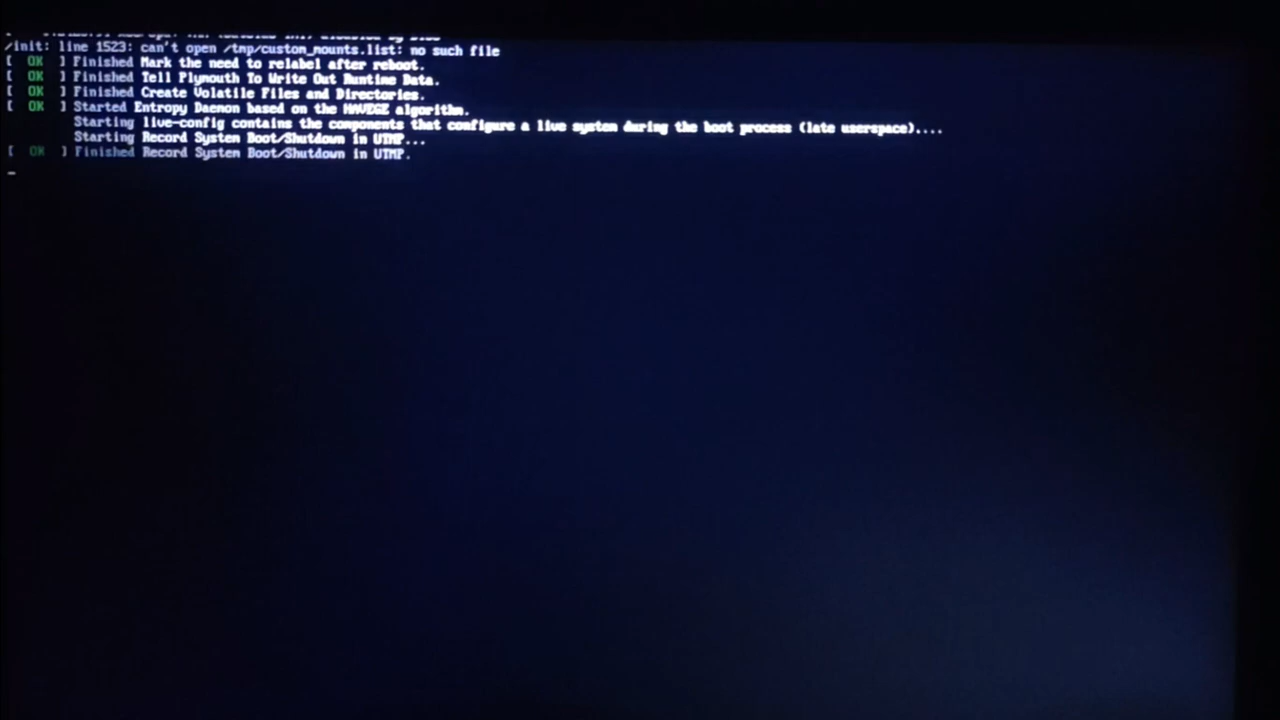 /init: line 1523: can't open /tmp/custom_mounts.list: no such file
[  OK  ] Finished Mark the need to relabel after reboot.
[  OK  ] Finished Tell Plymouth To Write Out Runtime Data.
[  OK  ] Finished Create Volatile Files and Directories.
[  OK  ] Started Entropy Daemon based on the HAVEGE algorithm.
Starting live-config contains the components that configure a live system during the boot process (late userspace)....
Starting Record System Boot/Shutdown in UTMP...
[  OK  ] Finished Record System Boot/Shutdown in UTMP.